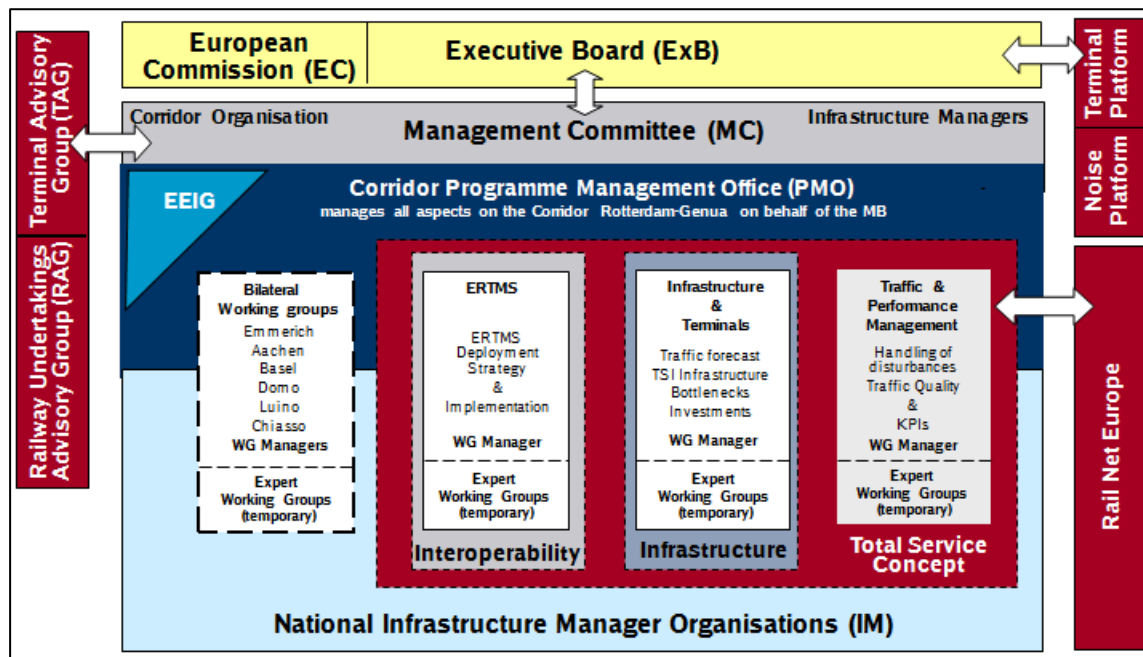 Terminal Advisory
Group (TAG)
Railway Undertakings
Advisory Group (RAG)
European
Commission (EC)
Executive Board (ExB)
Corridor Organisation
Management Committee (MC)
Infrastructure Managers
EEIG
Corridor Programme Management Office (PMO)
manages all aspects on the Corridor Rotterdam-Genua on behalf of the MB
Bilateral
Working groups
Emmerich
Aachen
Basel
Domo
Luino
Chiasso
WG Managers
Expert
Working Groups
(temporary)
ERTMS
ERTMS
Deployment
Strategy
&
Implementation
WG Manager
Expert
Working Groups
(temporary)
Interoperability
Infrastructure
&
Terminals
Traffic forecast
TSI Infrastructure
Bottlenecks
Investments
WG Manager
Expert
Working Groups
(temporary)
Infrastructure
Traffic &
Performance
Management
Handling of
disturbances
Traffic Quality
&
KPIs
WG Manager
Expert
Working Groups
(temporary)
Total Service
Concept
National Infrastructure Manager Organisations (IM)
Terminal
Platform
Noise
Platform
Rail Net Europe